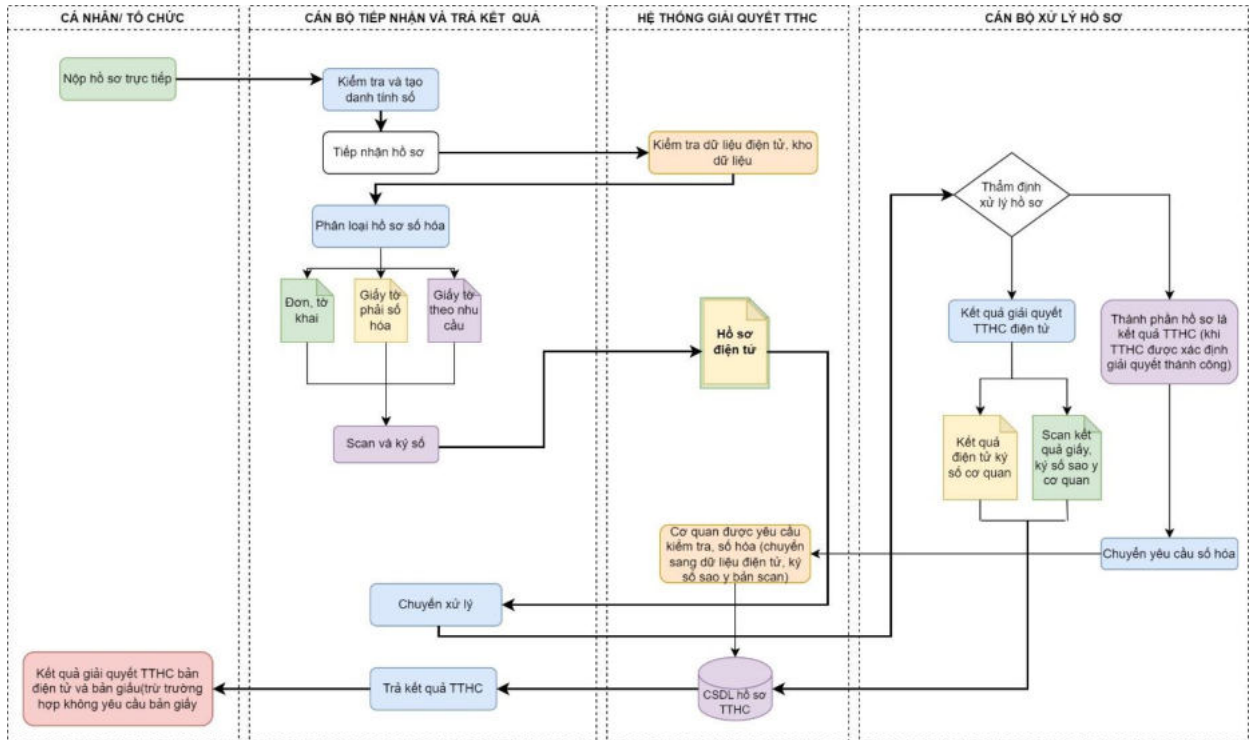 CÁ NHÂN/ TỔ CHỨC
CÁN BỘ TIẾP NHẬN VÀ TRẢ KẾT QUẢ
HỆ THỐNG GIẢI QUYẾT TTHC
CÁN BỘ XỬ LÝ HỒ SƠ
Nộp hồ sơ trực tiếp
Kiểm tra và tạo
danh tính số
Tiếp nhận hồ sơ
Kiểm tra dữ liệu điện tử, kho
dữ liệu
Thẩm định
xử lý hồ sơ
Phân loại hồ sơ số hóa
Đơn, tờ
khai
Giấy tờ
phải số
hóa
Giấy tờ
theo nhu
cầu
Hồ sơ
điện tử
Kết quả giải quyết
TTHC điện tử
Thành phần hồ sơ là
kết quả TTHC (khi
TTHC được xác định
giải quyết thành công)
Scan và ký số
Kết quả
điện tử ký
số cơ quan
Scan kết
quả giấy,
ký số sao y
cơ quan
Cơ quan được yêu cầu
kiểm tra, số hóa (chuyển
sang dữ liệu điện tử, ký
số sao y bản scan)
Chuyển yêu cầu số hóa
Chuyển xử lý
Kết quả giải quyết TTHC bản
điện tử và bản giấu(trừ trường
hợp không yêu cầu bản giấy
Trả kết quả TTHC
CSDL hồ sơ
TTHC